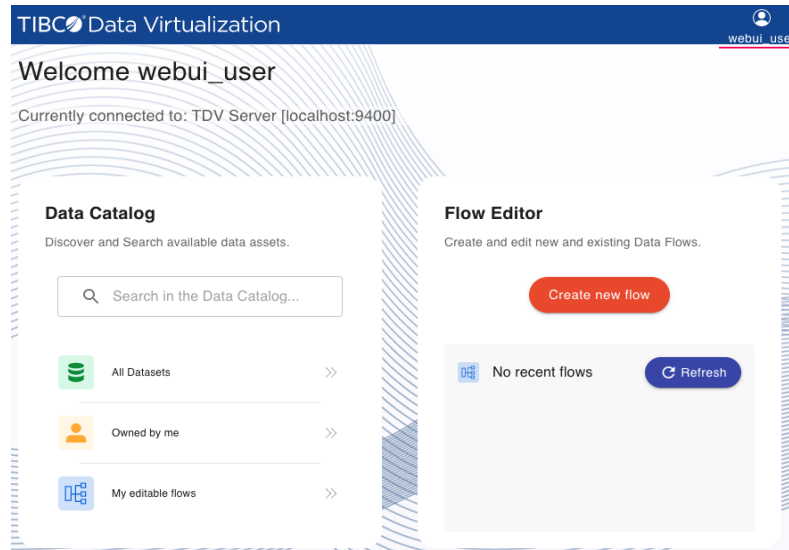 TIBCO Data Virtualization
webui_use
Welcome webui_user
Currently connected to: TDV Server [localhost:9400]
Data Catalog
Discover and Search available data assets.
Search in the Data Catalog...
All Datasets
Owned by me
My editable flows
Flow Editor
Create and edit new and existing Data Flows.
Create new flow
No recent flows
Refresh